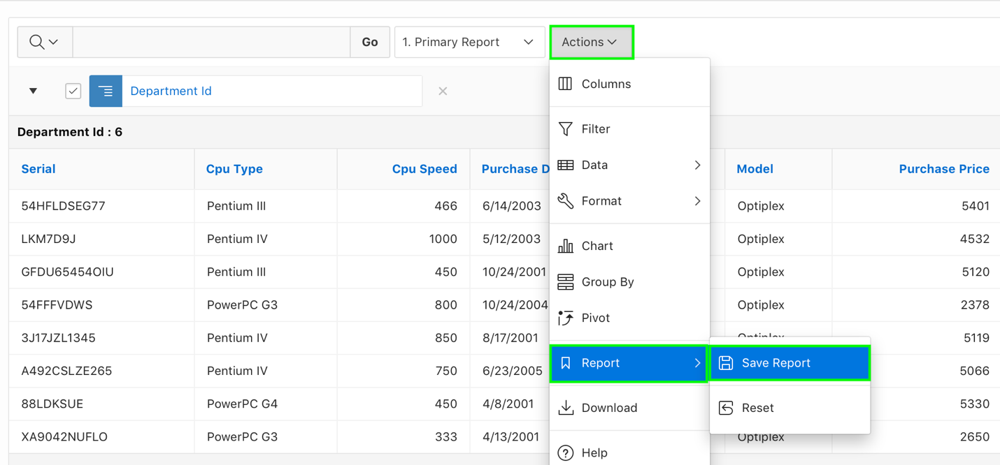 Go 1. Primary Report Actions
Columns
Department Id
Department Id : 6
Filter
Serial Cpu Type Cpu Speed Purchase D Data Model Purchase Price
54HFLDSEG77 Pentium III 466 6/14/2003 Format Optiplex 5401
LKM7D9J Pentium IV 1000 5/12/2003 Chart Optiplex 4532
GFDU65454OIU Pentium III 450 10/24/2001 Group By Optiplex 5120
54FFFVDWS PowerPC G3 800 10/24/2004 Pivot Optiplex 2378
3J17JZL1345 Pentium IV 850 8/17/2001 Optiplex 5119
Report Save Report
A492CSLZE265 Pentium IV 750 6/23/2005 5066
88LDKSUE PowerPC G4 450 4/8/2001 Download Reset 5330
XA9042NUFLO PowerPC G3 333 4/13/2001 Optiplex 2650
Help